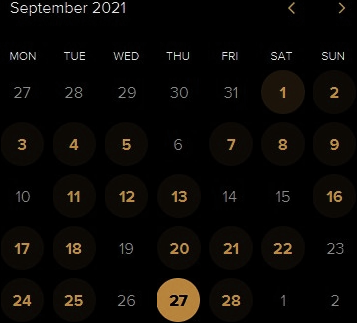 September 2021
MON TUE WED THU FRI SAT SUN
27 28 29 30 31 1 2
3 4 5 6 7 8 9
10 11 12 13 14 15 16
17 18 19 20 21 22 23
24 25 26 27 28 1 2